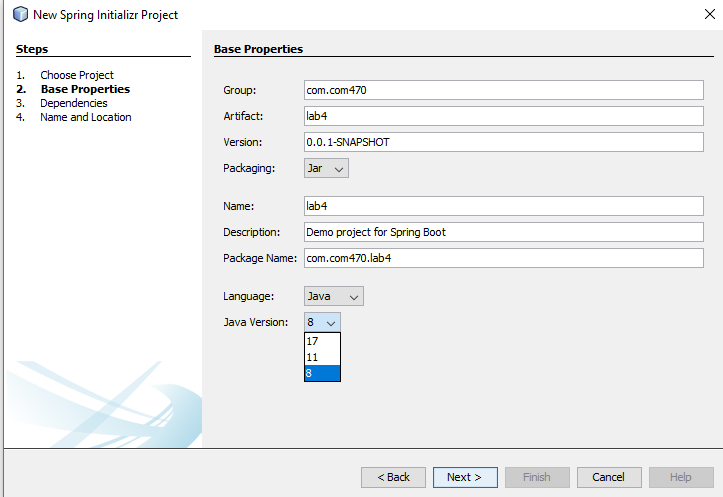 New Spring Initializr Project
Steps
1. Choose Project
2. Base Properties
3. Dependencies
4. Name and Location
Base Properties
Group: com.com470
Artifact: lab4
Version: 0.0.1-SNAPSHOT
Packaging: Jar
Name: lab4
Description: Demo project for Spring Boot
Package Name: com.com470.lab4
Language: Java
Java Version: 8
17
11
8
< Back Next > Finish Cancel Help